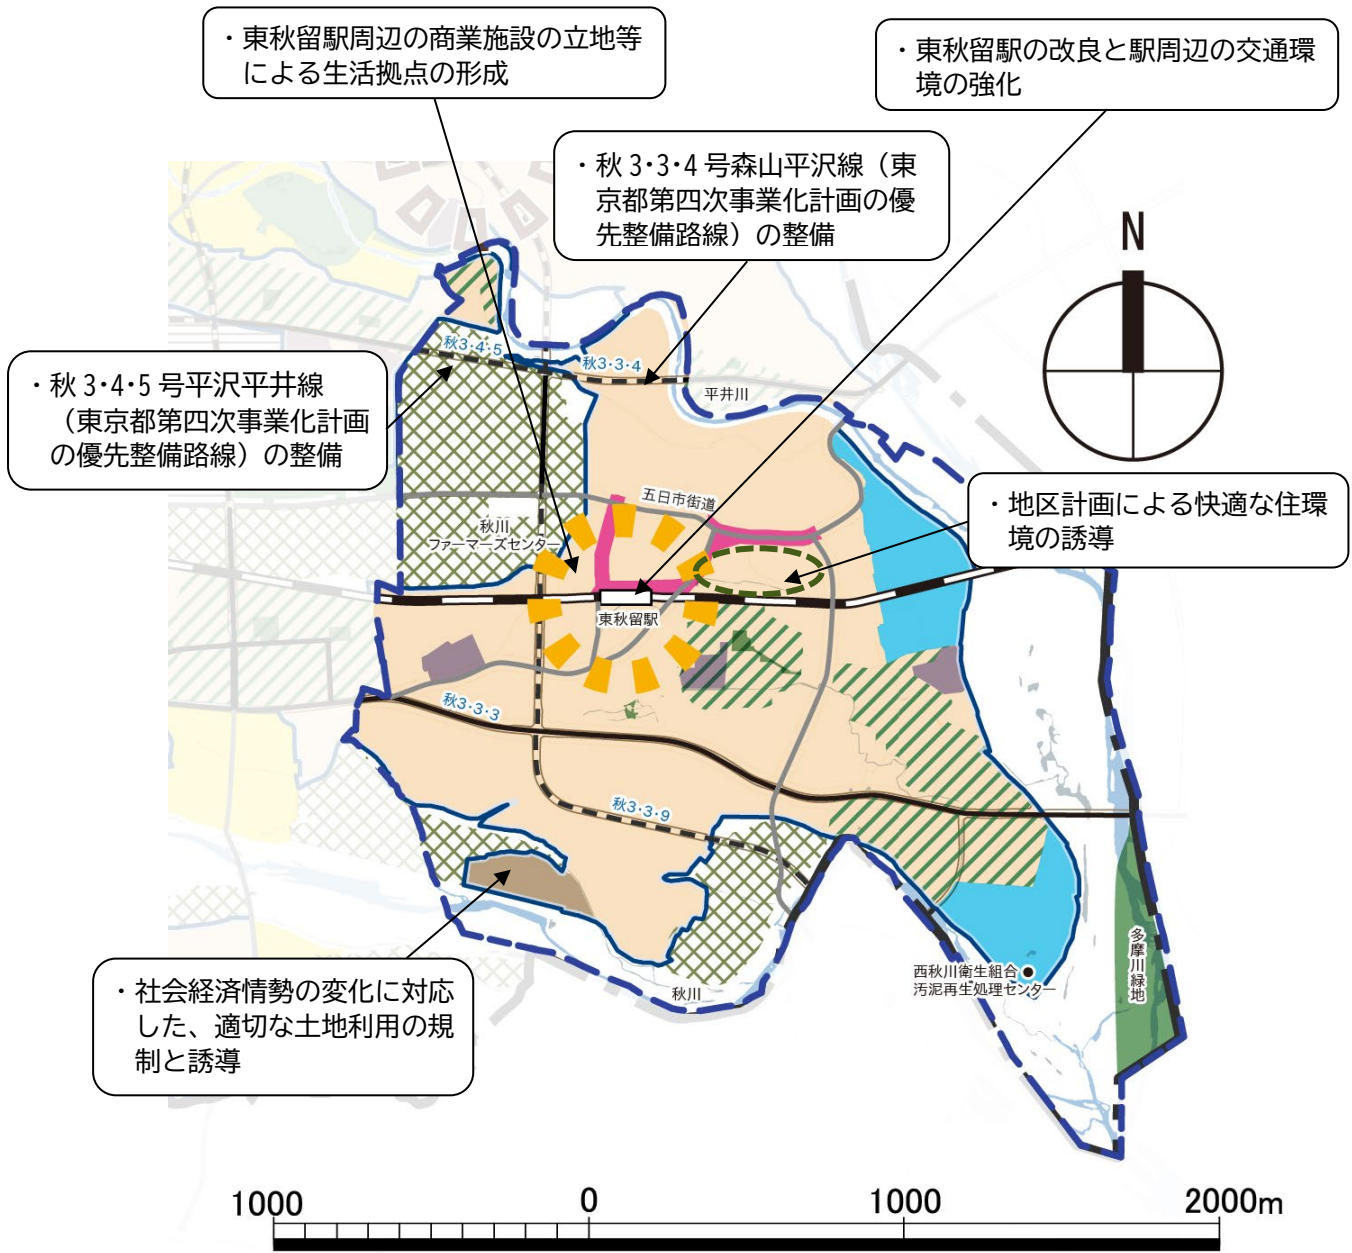 ・東秋留駅周辺の商業施設の立地等
による生活拠点の形成
・東秋留駅の改良と駅周辺の交通環
境の強化
・秋 3・3・4 号森山平沢線（東
京都第四次事業化計画の優
先整備路線）の整備
N
・秋 3・4・5 号平沢平井線
（東京都第四次事業化計画
の優先整備路線）の整備
秋3・4・5
秋3・3・4
平井川
・地区計画による快適な住環
境の誘導
五日市街道
秋川
ファーマーズセンター
東秋留駅
秋3・3・3
秋3・3・9
・社会経済情勢の変化に対応
した、適切な土地利用の規
制と誘導
秋川
西秋川衛生組合
汚泥再生処理センター
多摩川緑地
1000 0 1000 2000m